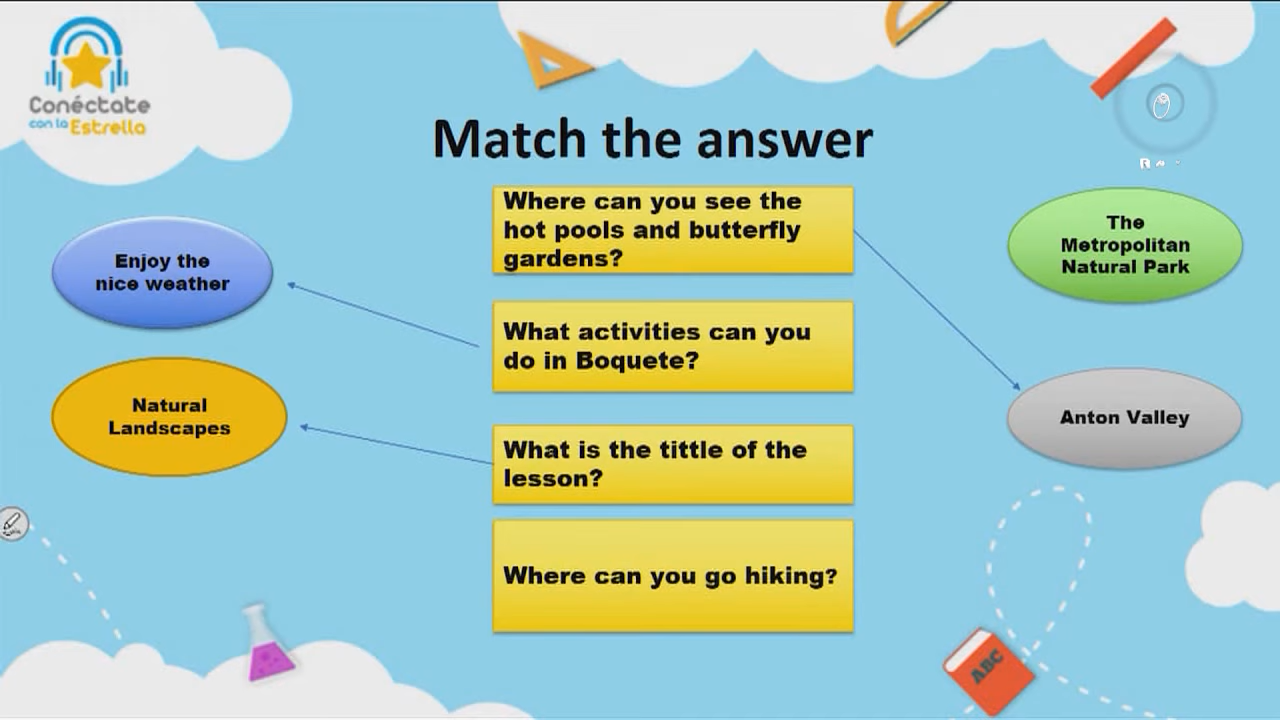 Conéctate
con la Estrella
Match the answer
Where can you see the
hot pools and butterfly
gardens?
What activities can you
do in Boquete?
What is the tittle of the
lesson?
Where can you go hiking?
Enjoy the
nice weather
Natural
Landscapes
The
Metropolitan
Natural Park
Anton Valley
ABC